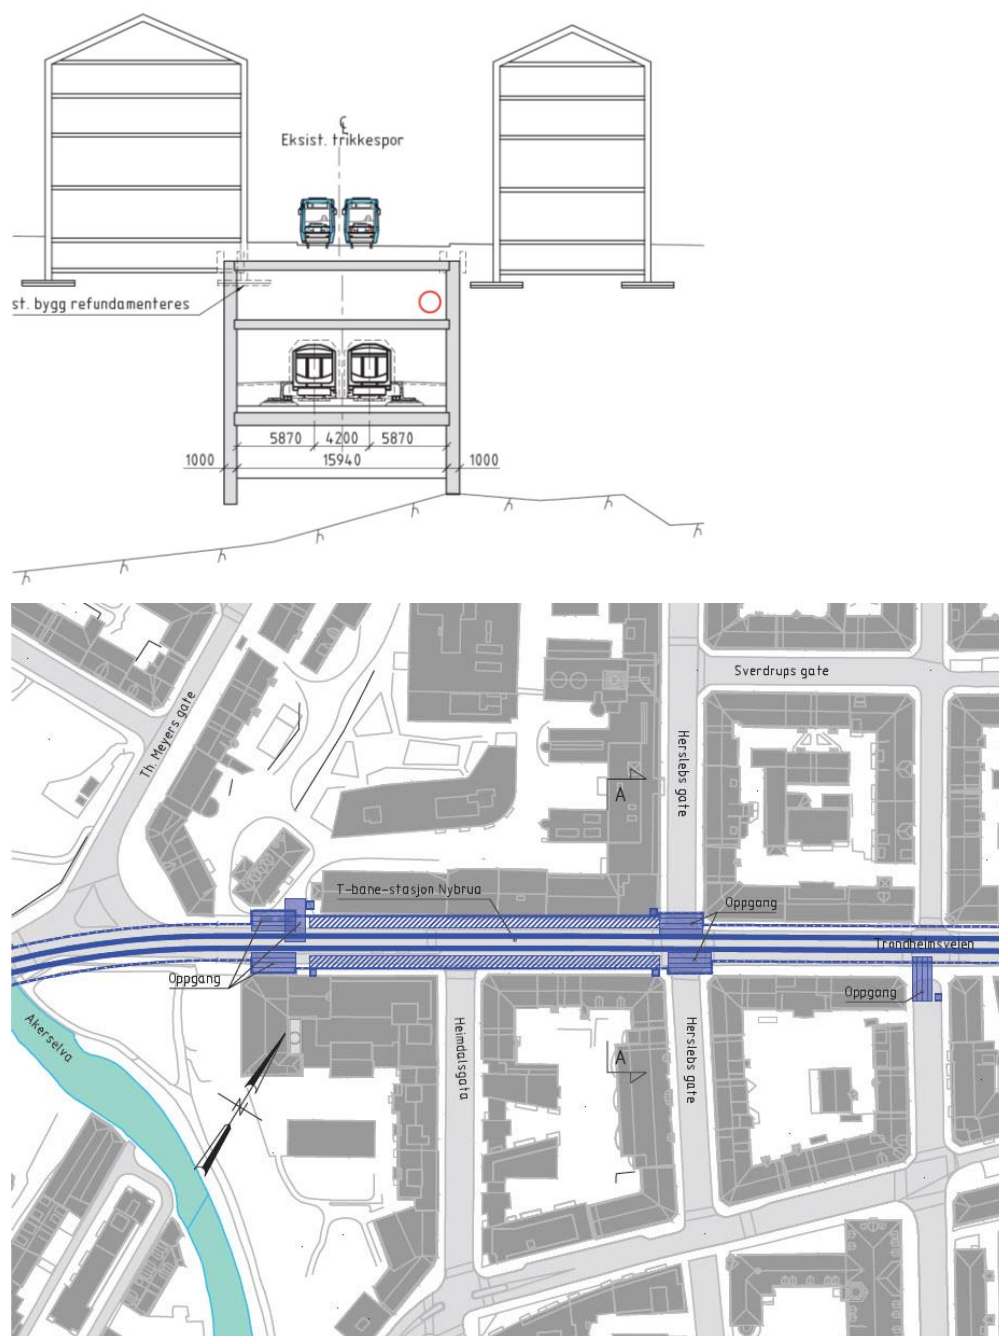 Eksist. trikkespor
st. bygg refundamenteres
5870 4200 5870
1000 15940 1000
Sverdrups gate
Th. Meyers gate
Herslebs gate
A
T-bane-stasjon Nybrua
Oppgang
Trondheimsveien
Oppgang
Oppgang
Akerselva
Heimdalsgata
Herslebs gate
A
N